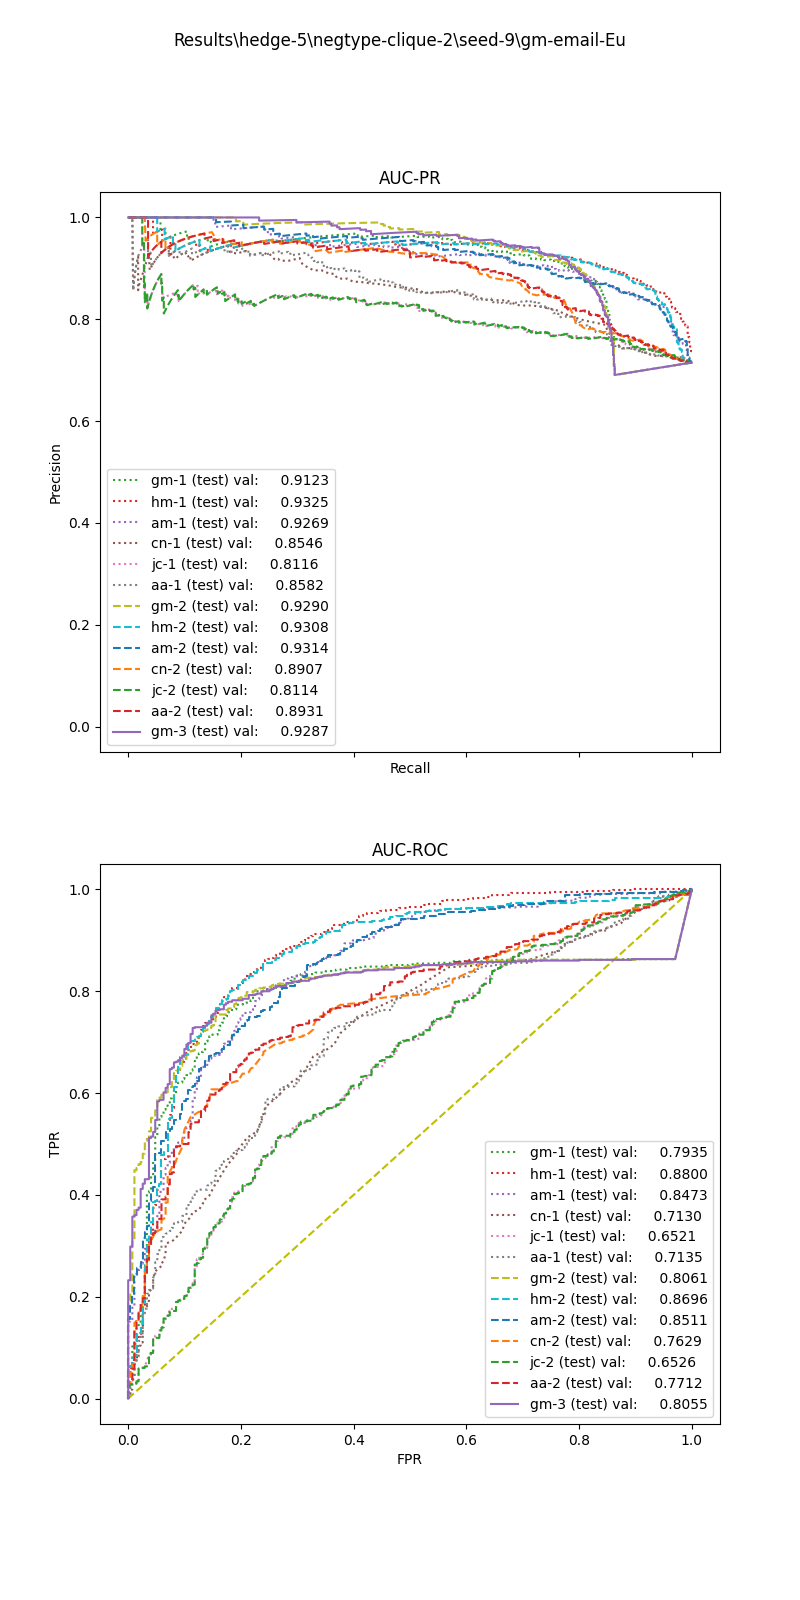 Results\hedge-5\negtype-clique-2\seed-9\gm-email-Eu
AUC-PR
1.0
0.8
0.6
0.4
0.2
0.0
Precision
gm-1 (test) val: 0.9123
hm-1 (test) val: 0.9325
am-1 (test) val: 0.9269
cn-1 (test) val: 0.8546
jc-1 (test) val: 0.8116
aa-1 (test) val: 0.8582
gm-2 (test) val: 0.9290
hm-2 (test) val: 0.9308
am-2 (test) val: 0.9314
cn-2 (test) val: 0.8907
jc-2 (test) val: 0.8114
aa-2 (test) val: 0.8931
gm-3 (test) val: 0.9287
Recall
AUC-ROC
1.0
0.8
0.6
0.4
0.2
0.0
TPR
gm-1 (test) val: 0.7935
hm-1 (test) val: 0.8800
am-1 (test) val: 0.8473
cn-1 (test) val: 0.7130
jc-1 (test) val: 0.6521
aa-1 (test) val: 0.7135
gm-2 (test) val: 0.8061
hm-2 (test) val: 0.8696
am-2 (test) val: 0.8511
cn-2 (test) val: 0.7629
jc-2 (test) val: 0.6526
aa-2 (test) val: 0.7712
gm-3 (test) val: 0.8055
0.0 0.2 0.4 0.6 0.8 1.0
FPR